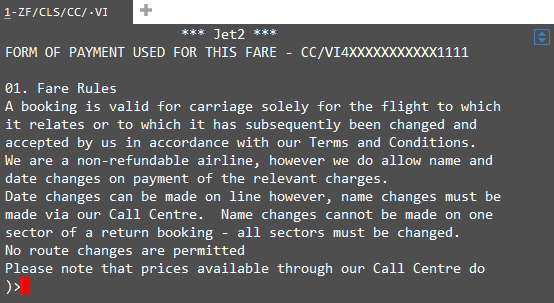 1-ZF/CLS/CC/·VI
*** Jet2 ***
FORM OF PAYMENT USED FOR THIS FARE - CC/VI4XXXXXXXXXXX1111
01. Fare Rules
A booking is valid for carriage solely for the flight to which
it relates or to which it has subsequently been changed and
accepted by us in accordance with our Terms and Conditions.
We are a non-refundable airline, however we do allow name and
date changes on payment of the relevant charges.
Date changes can be made on line however, name changes must be
made via our Call Centre.  Name changes cannot be made on one
sector of a return booking - all sectors must be changed.
No route changes are permitted
Please note that prices available through our Call Centre do
)>